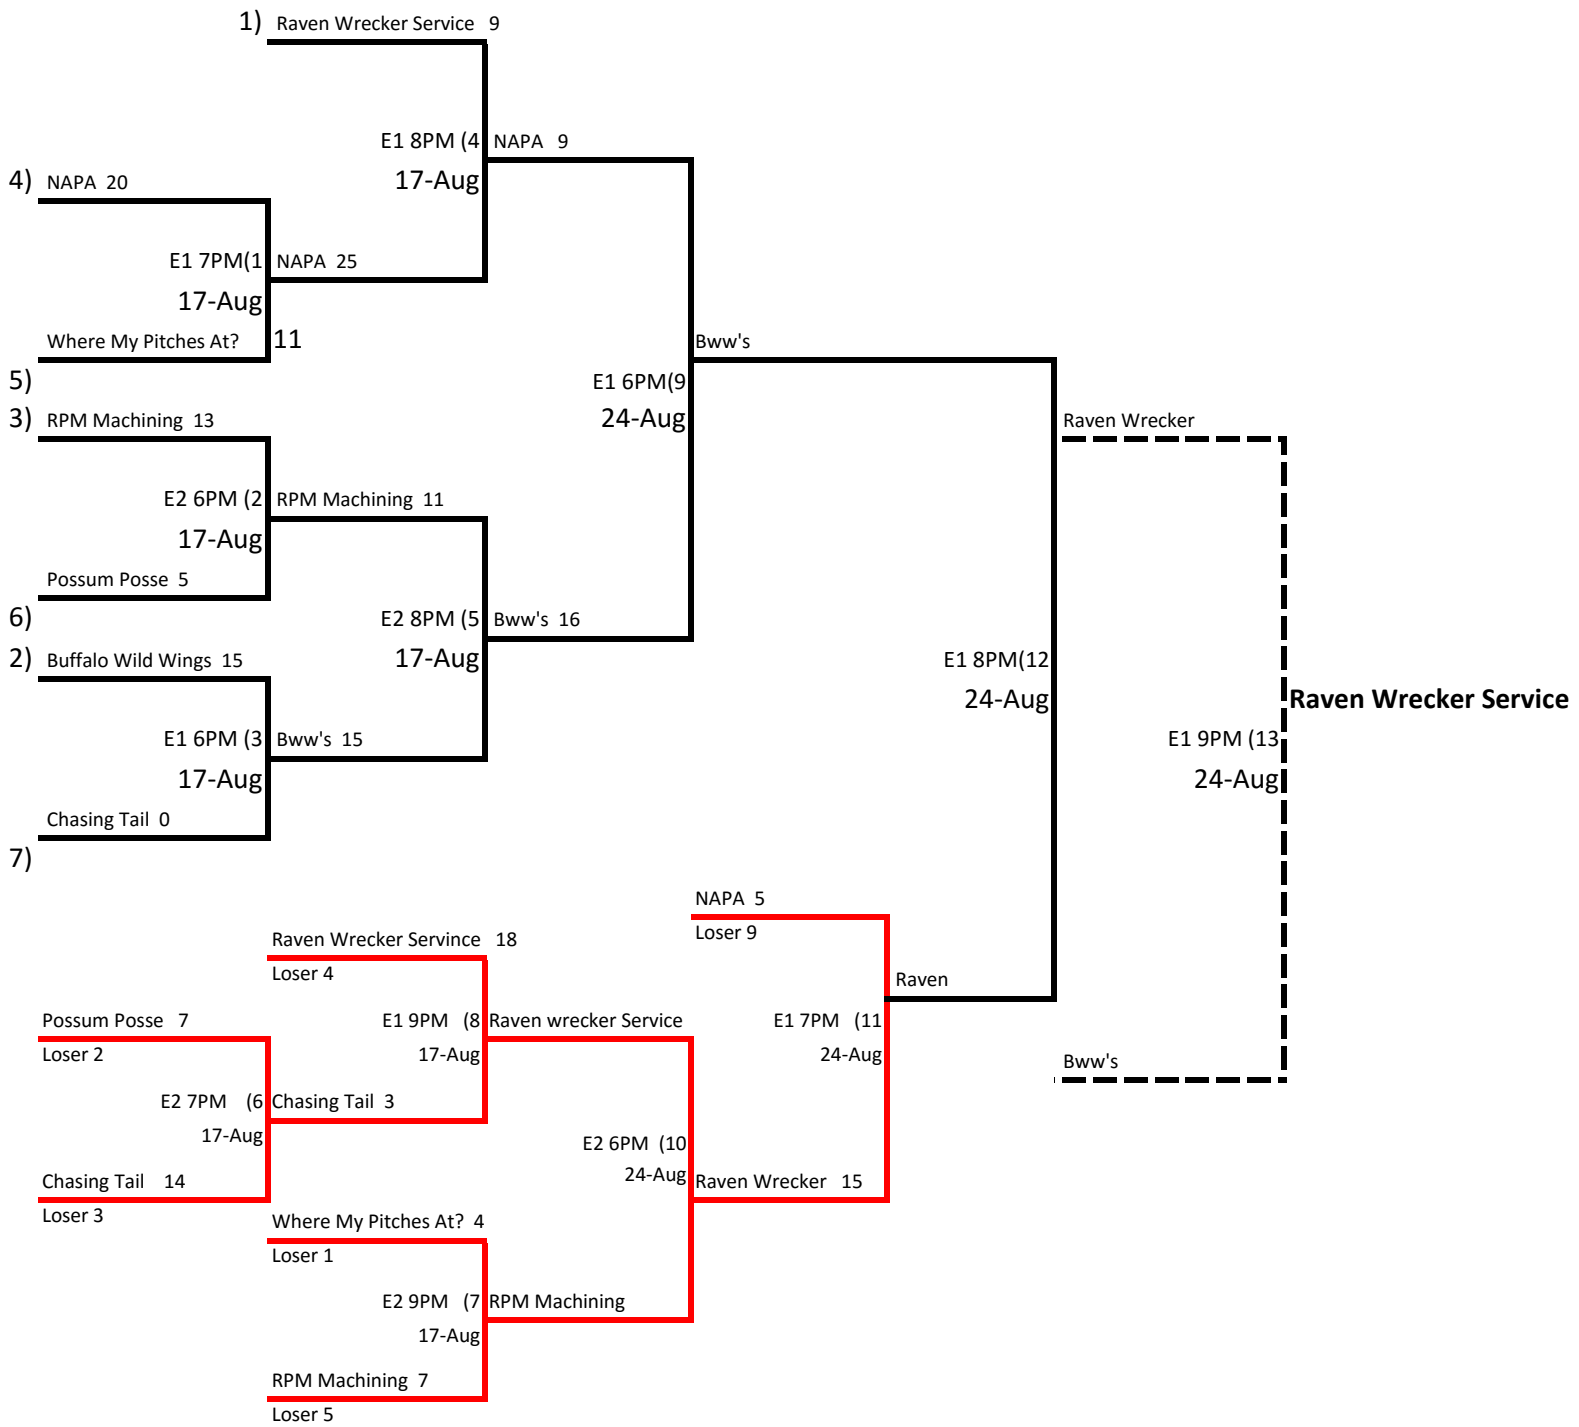 1) Raven Wrecker Service 9
E1 8PM (4 NAPA 9
17-Aug
4) NAPA 20
E1 7PM(1 NAPA 25
17-Aug
Where My Pitches At? 11
5)
Bww's
E1 6PM(9
24-Aug
3) RPM Machining 13
Raven Wrecker
E2 6PM (2 RPM Machining 11
17-Aug
Possum Posse 5
6)
E2 8PM (5 Bww's 16
17-Aug
2) Buffalo Wild Wings 15
E1 8PM(12
24-Aug
Raven Wrecker Service
E1 6PM (3 Bww's 15
17-Aug
E1 9PM (13
24-Aug
Chasing Tail 0
7)
NAPA 5
Loser 9
Raven Wrecker Servince 18
Loser 4
Raven
Possum Posse 7
Loser 2
E1 9PM (8 Raven wrecker Service
17-Aug
E1 7PM (11
24-Aug
Bww's
E2 7PM (6 Chasing Tail 3
17-Aug
E2 6PM (10
24-Aug
Raven Wrecker 15
Chasing Tail 14
Loser 3
Where My Pitches At? 4
Loser 1
E2 9PM (7 RPM Machining
17-Aug
RPM Machining 7
Loser 5